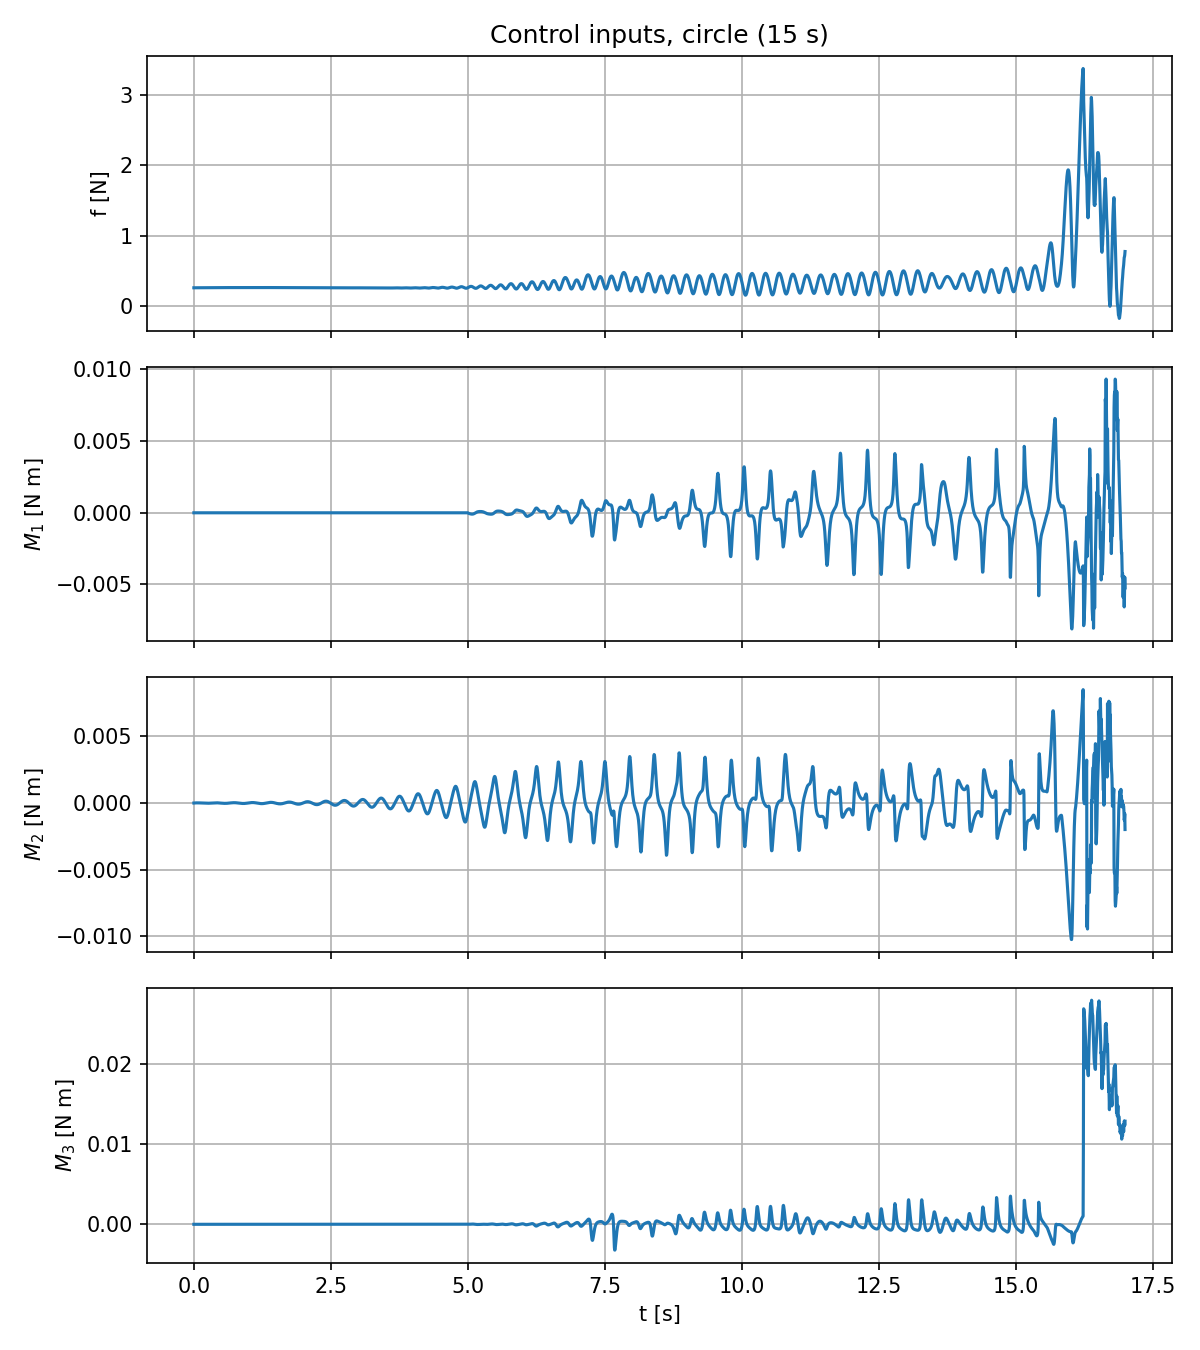 Control inputs, circle (15 s)
f [N]
3
2
1
0
M₁ [N m]
0.010
0.005
0.000
−0.005
M₂ [N m]
0.005
0.000
−0.005
−0.010
M₃ [N m]
0.02
0.01
0.00
0.0 2.5 5.0 7.5 10.0 12.5 15.0 17.5
t [s]